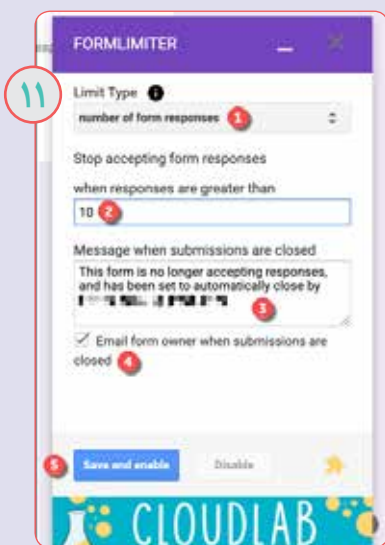 FORMLIMITER
١١
Limit Type
number of form responses 1
Stop accepting form responses
when responses are greater than
10 2
Message when submissions are closed
This form is no longer accepting responses,
and has been set to automatically close by
3
Email form owner when submissions are
closed 4
5 Save and enable Disable
CLOUDLAB